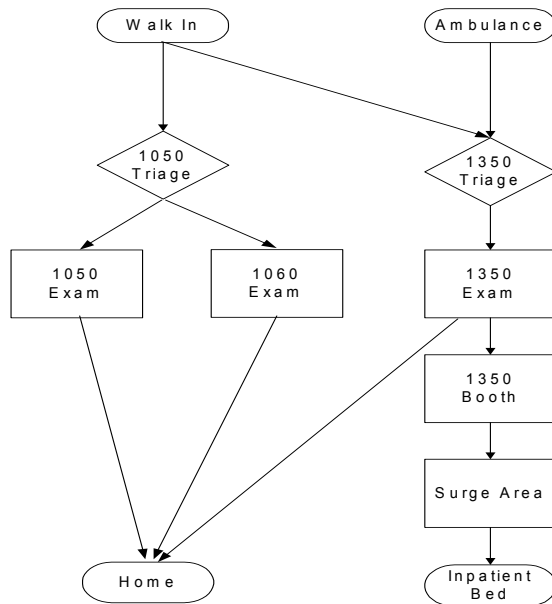 Walk In
Ambulance
1050
Triage
1350
Triage
1050
Exam
1060
Exam
1350
Exam
1350
Booth
Surge Area
Home
Inpatient
Bed